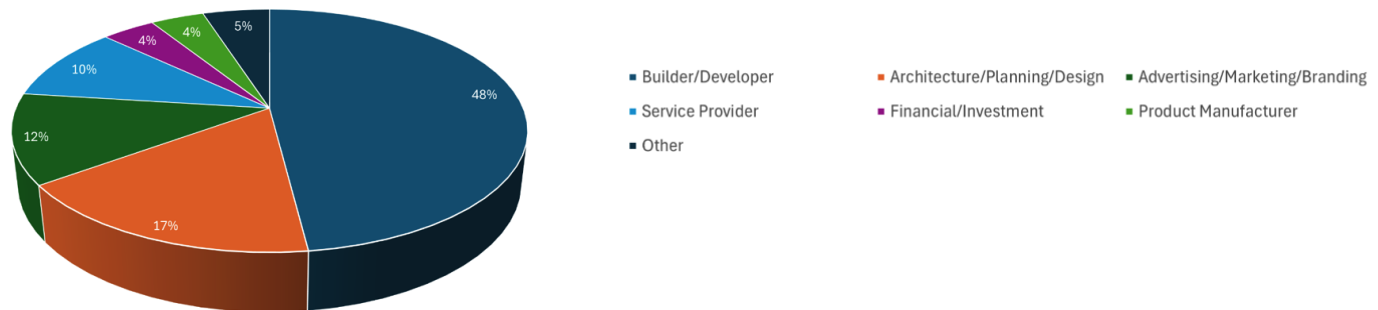 5%
4%
4%
10%
48%
12%
17%
Builder/Developer
Architecture/Planning/Design
Advertising/Marketing/Branding
Service Provider
Financial/Investment
Product Manufacturer
Other